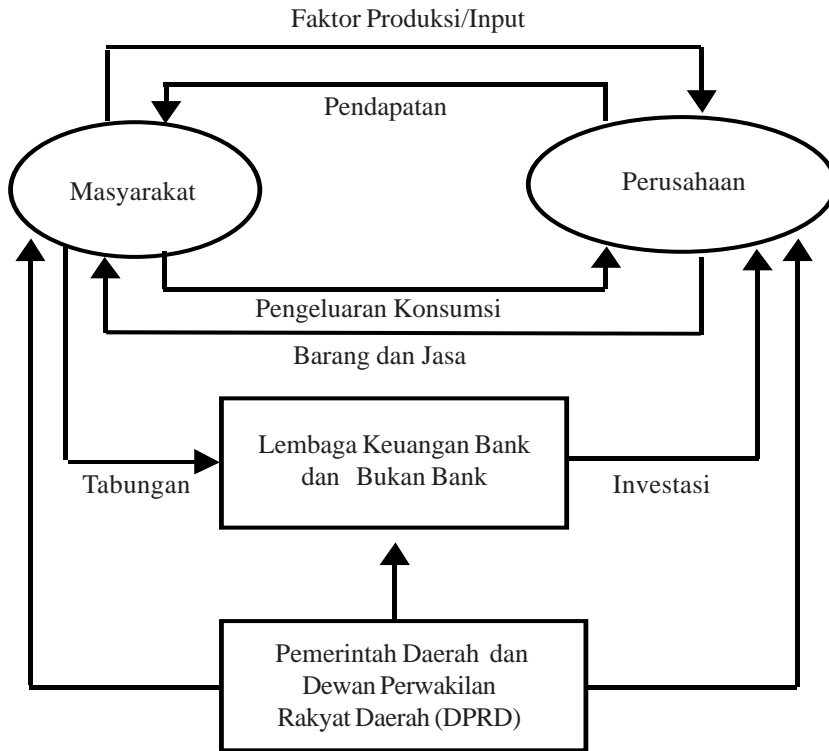 Faktor Produksi/Input
Pendapatan
Masyarakat
Perusahaan
Pengeluaran Konsumsi
Barang dan Jasa
Lembaga Keuangan Bank
dan Bukan Bank
Tabungan
Investasi
Pemerintah Daerah dan
Dewan Perwakilan
Rakyat Daerah (DPRD)